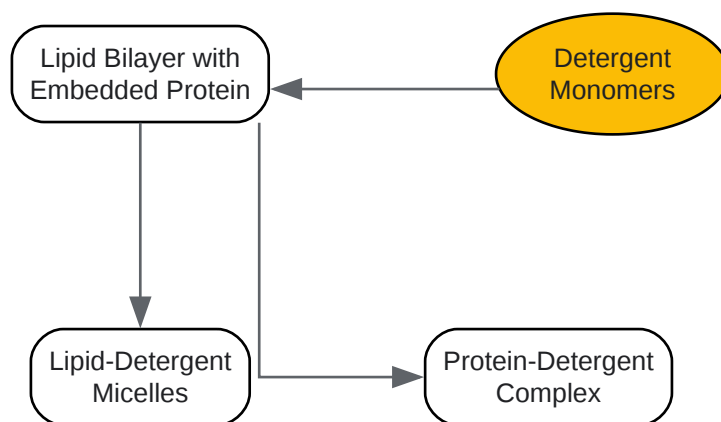 Lipid Bilayer with
Embedded Protein
Detergent
Monomers
Lipid-Detergent
Micelles
Protein-Detergent
Complex